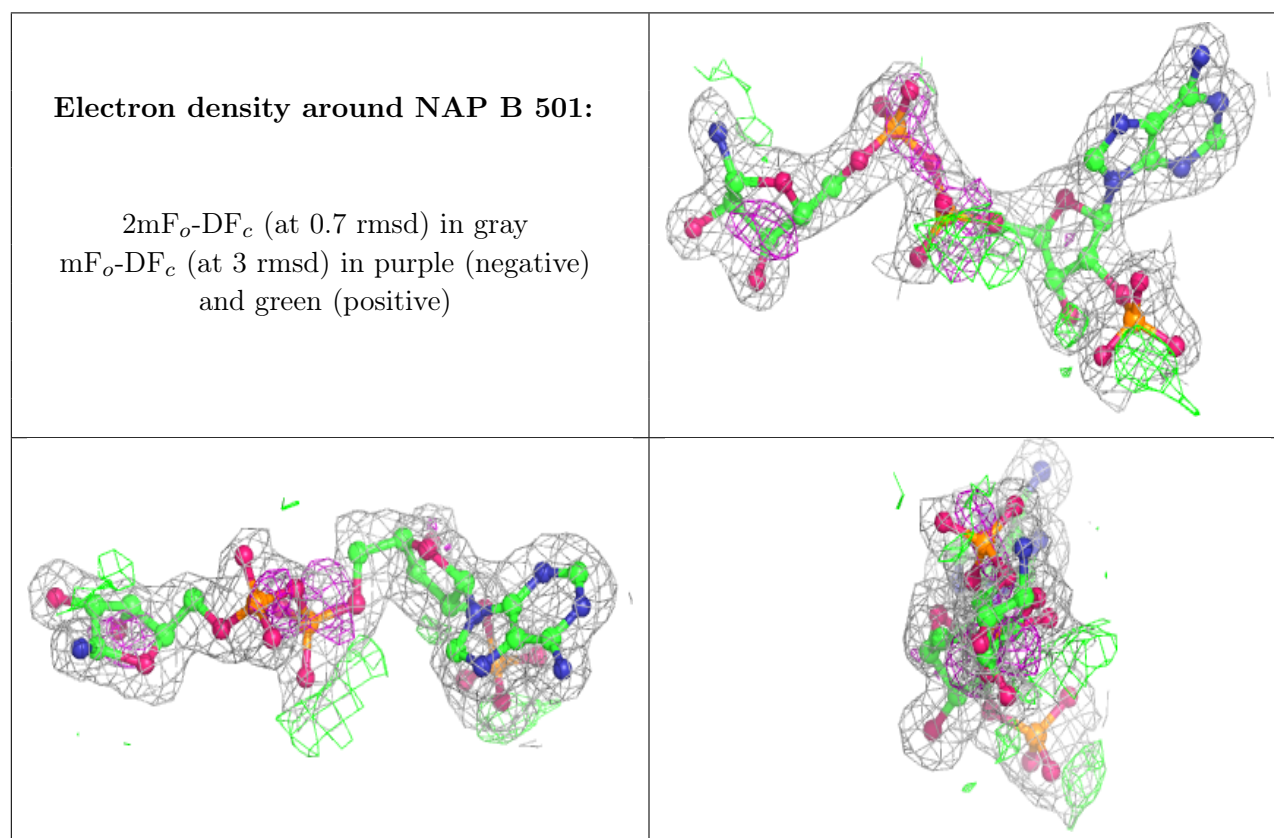 Electron density around NAP B 501:
2mFo-DFc (at 0.7 rmsd) in gray
mFo-DFc (at 3 rmsd) in purple (negative)
and green (positive)